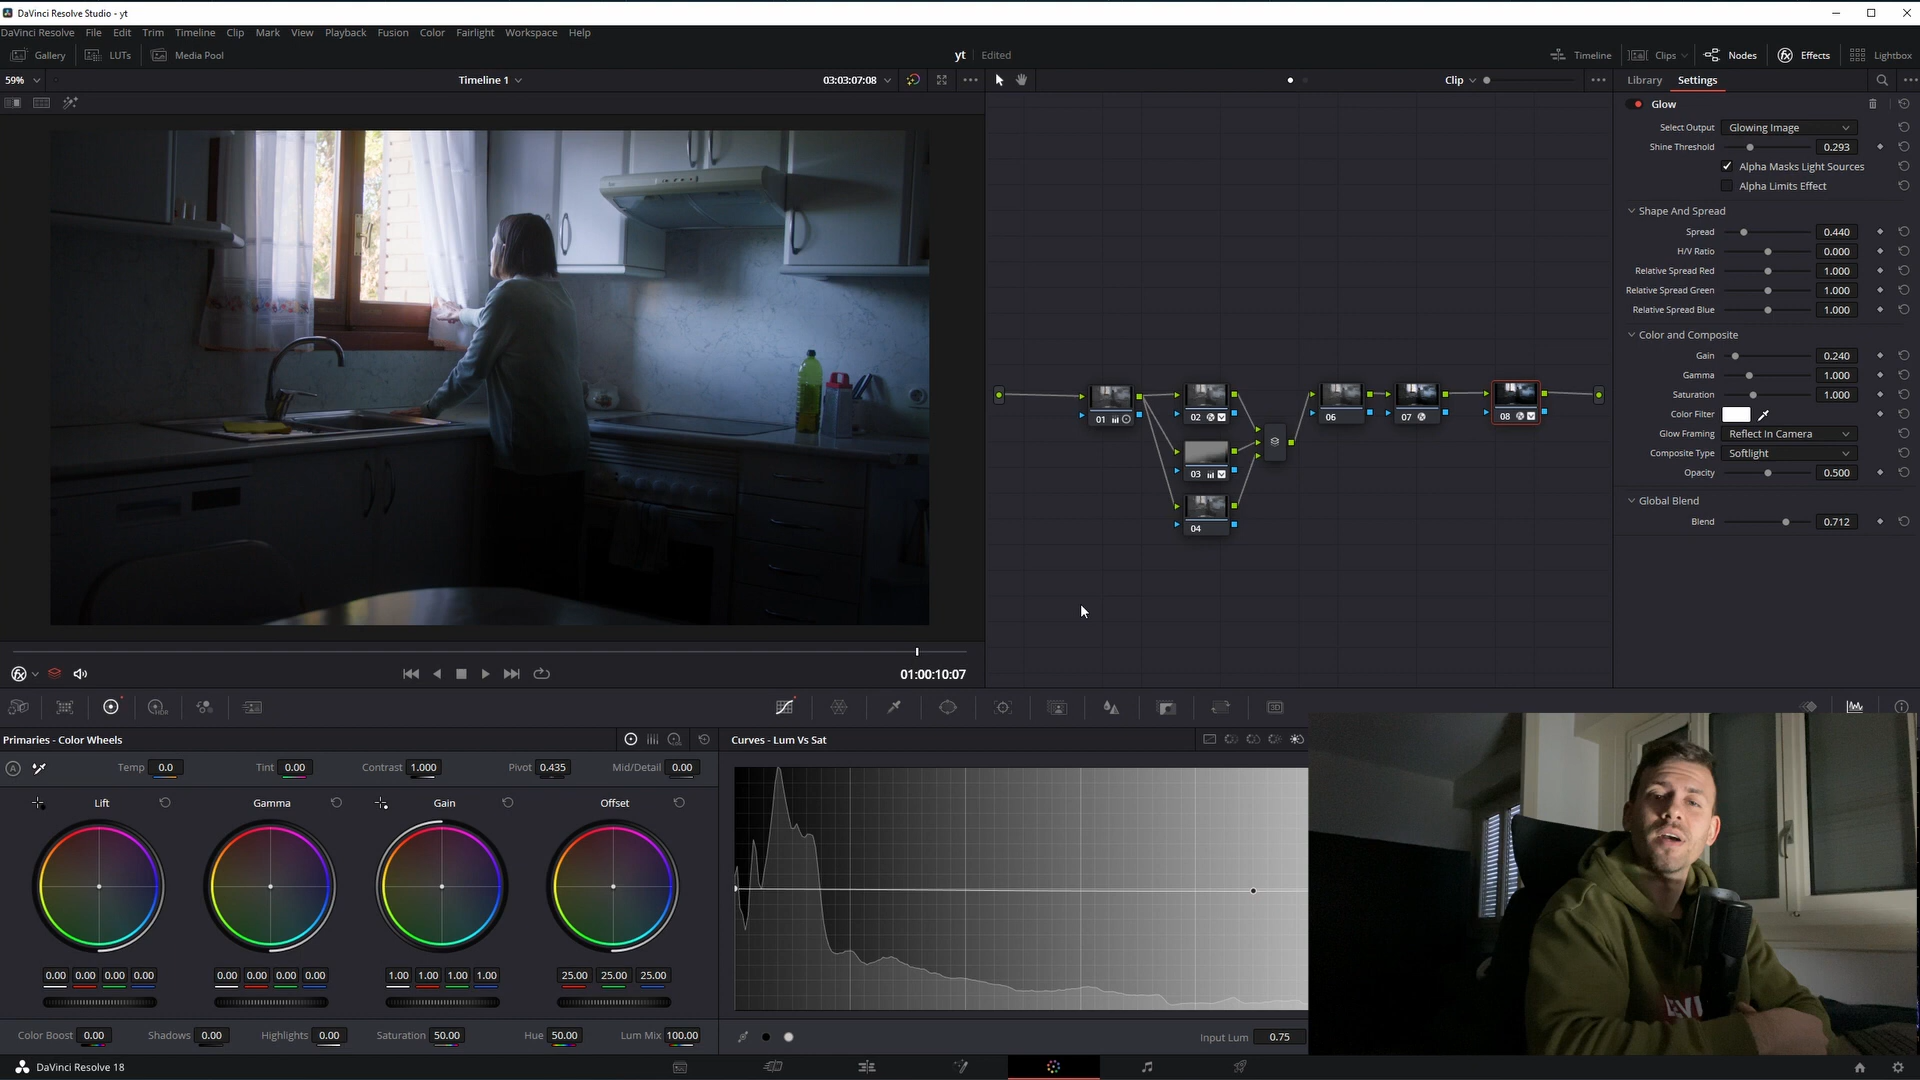 DaVinci Resolve Studio - yt
DaVinci Resolve File Edit Trim Timeline Clip Mark View Playback Fusion Color Fairlight Workspace Help
Gallery LUTs Media Pool yt Edited Timeline Clips Nodes Effects Lightbox
59% Timeline 1 03:03:07:08 Clip Library Settings
Glow
Select Output Glowing Image
Shine Threshold 0.293
Alpha Masks Light Sources
Alpha Limits Effect
Shape And Spread
Spread 0.440
H/V Ratio 0.000
Relative Spread Red 1.000
Relative Spread Green 1.000
Relative Spread Blue 1.000
Color and Composite
Gain 0.240
Gamma 1.000
Saturation 1.000
Color Filter
Glow Framing Reflect In Camera
Composite Type Softlight
Opacity 0.500
Global Blend
Blend 0.712
01 02 06 07 08
03
04
01:00:10:07
HDR 3D
Primaries - Color Wheels Curves - Lum Vs Sat
A Temp 0.0 Tint 0.00 Contrast 1.000 Pivot 0.435 Mid/Detail 0.00
Lift Gamma Gain Offset
0.00 0.00 0.00 0.00 0.00 0.00 0.00 0.00 1.00 1.00 1.00 1.00 25.00 25.00 25.00
Color Boost 0.00 Shadows 0.00 Highlights 0.00 Saturation 50.00 Hue 50.00 Lum Mix 100.00 Input Lum 0.75
DaVinci Resolve 18